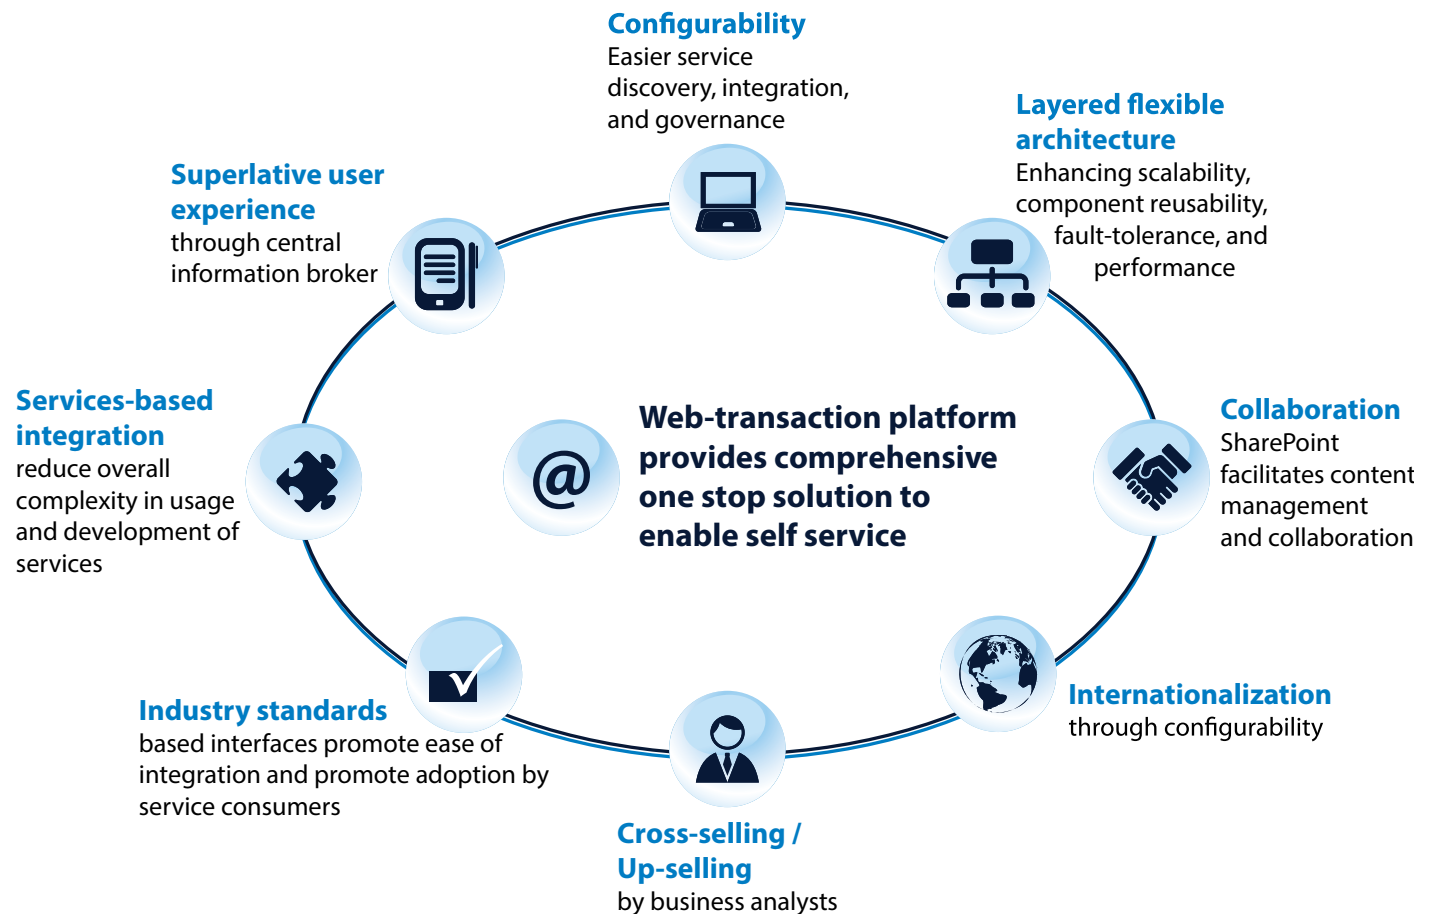 Configurability
Easier service
discovery, integration,
and governance
Layered flexible
architecture
Enhancing scalability,
component reusability,
fault-tolerance, and
performance
Superlative user
experience
through central
information broker
Services-based
integration
reduce overall
complexity in usage
and development of
services
@
Web-transaction platform
provides comprehensive
one stop solution to
enable self service
Collaboration
SharePoint
facilitates content
management
and collaboration
Internationalization
through configurability
Industry standards
based interfaces promote ease of
integration and promote adoption by
service consumers
Cross-selling /
Up-selling
by business analysts